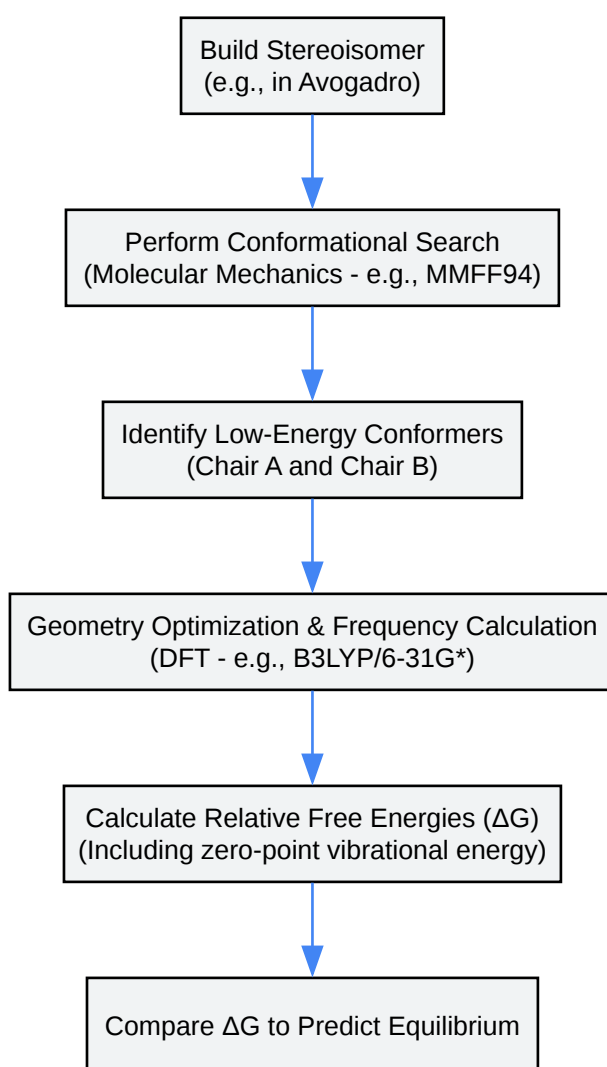 Build Stereoisomer
(e.g., in Avogadro)
Perform Conformational Search
(Molecular Mechanics - e.g., MMFF94)
Identify Low-Energy Conformers
(Chair A and Chair B)
Geometry Optimization & Frequency Calculation
(DFT - e.g., B3LYP/6-31G*)
Calculate Relative Free Energies (ΔG)
(Including zero-point vibrational energy)
Compare ΔG to Predict Equilibrium